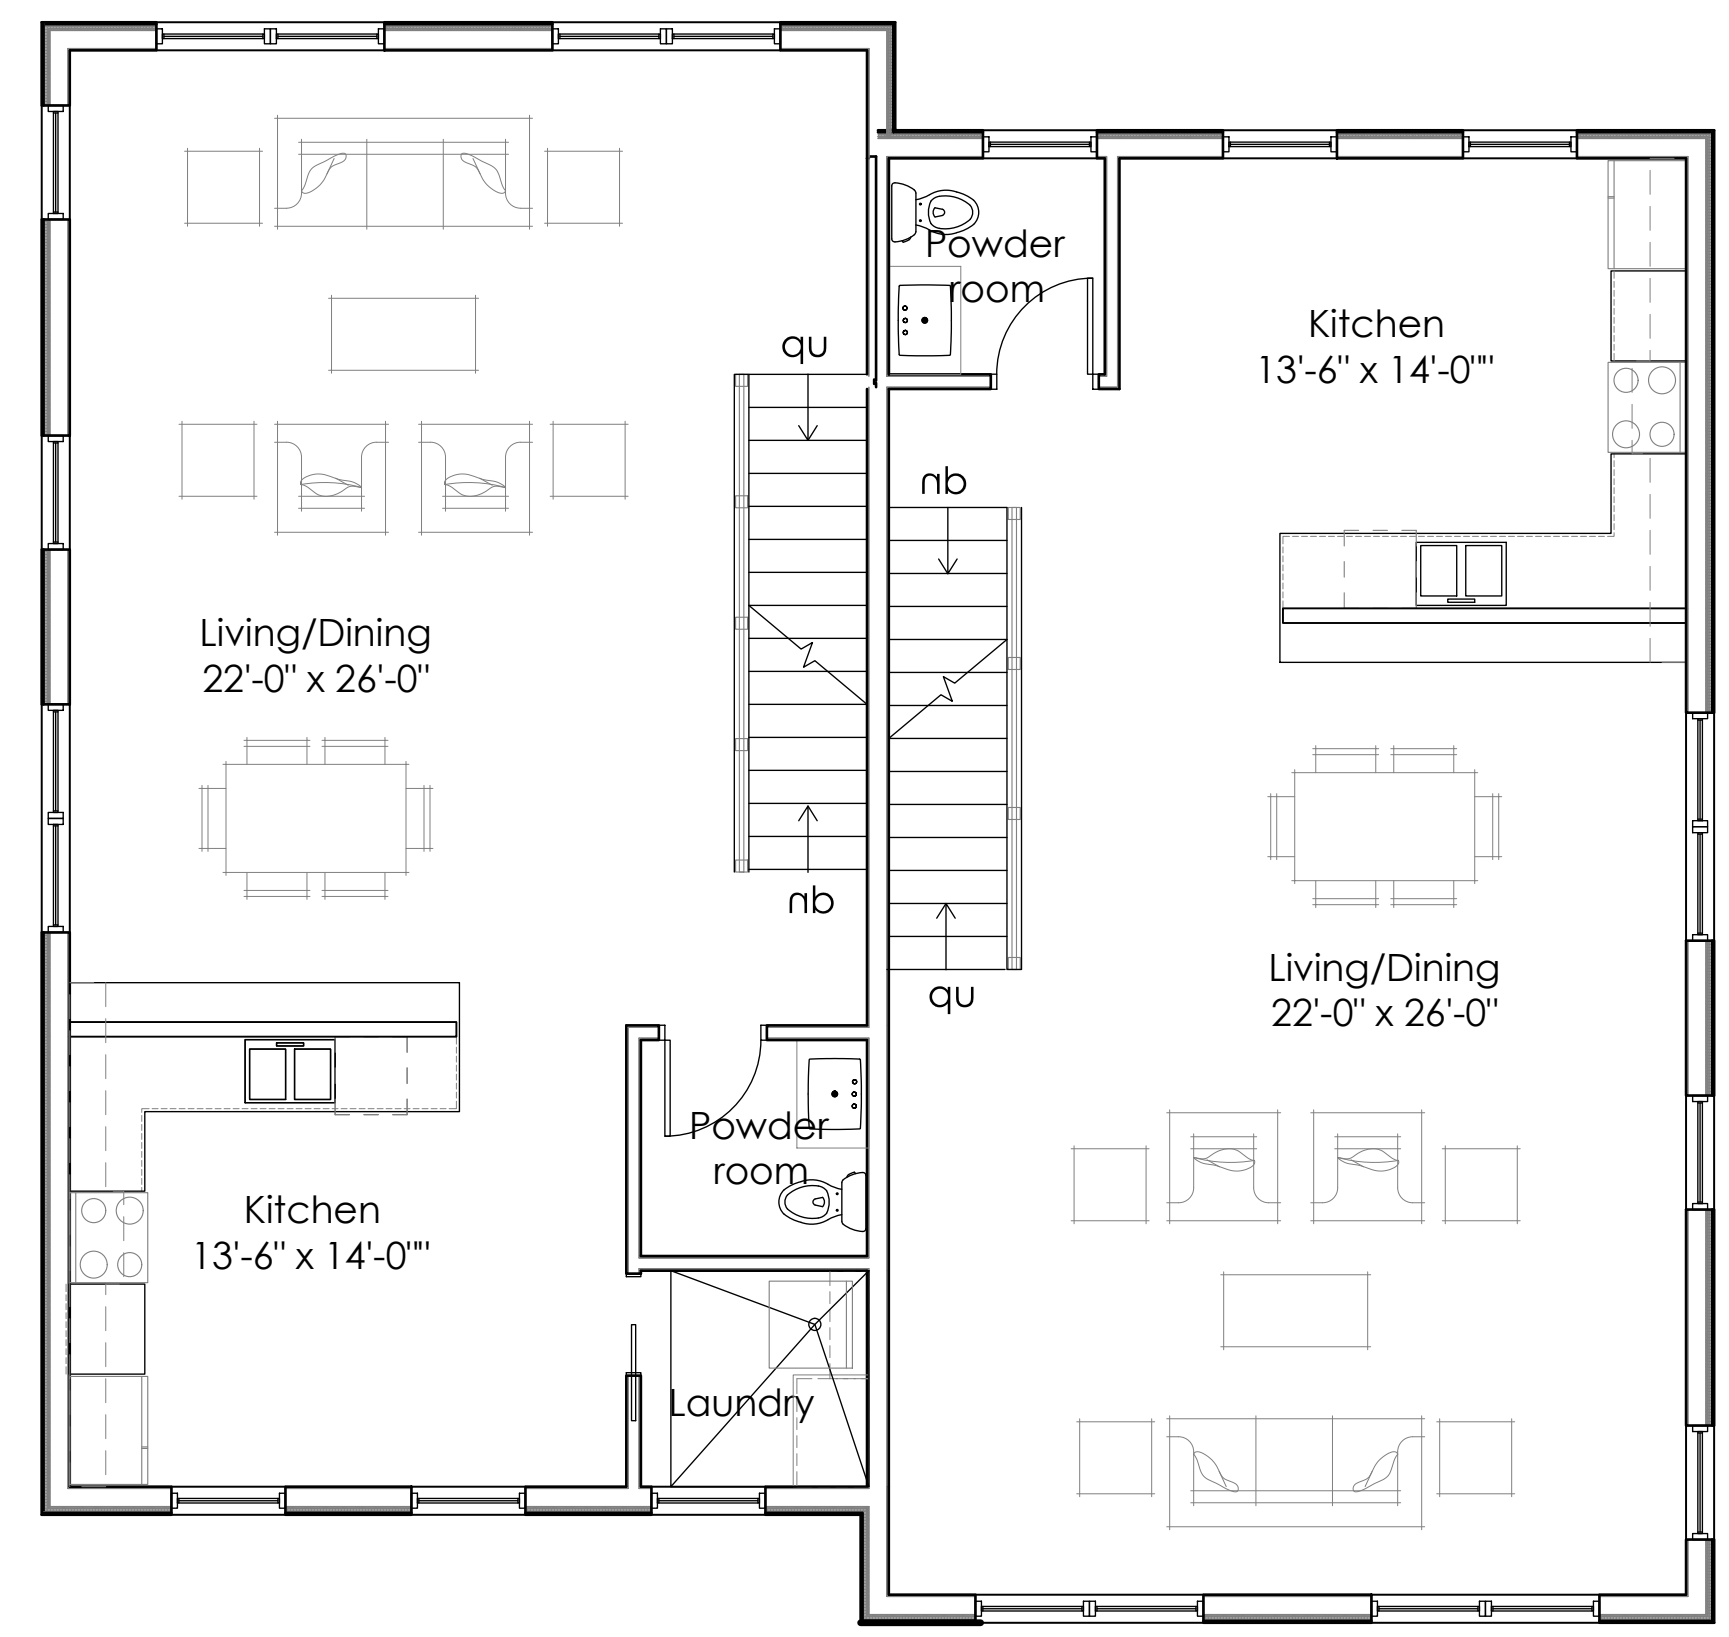 qu
Living/Dining
22'-0" x 26'-0"
nb
Powder
room
Kitchen
13'-6" x 14'-0""
Laundry
Powder
room
Kitchen
13'-6" x 14'-0""
nb
Living/Dining
22'-0" x 26'-0"
qu